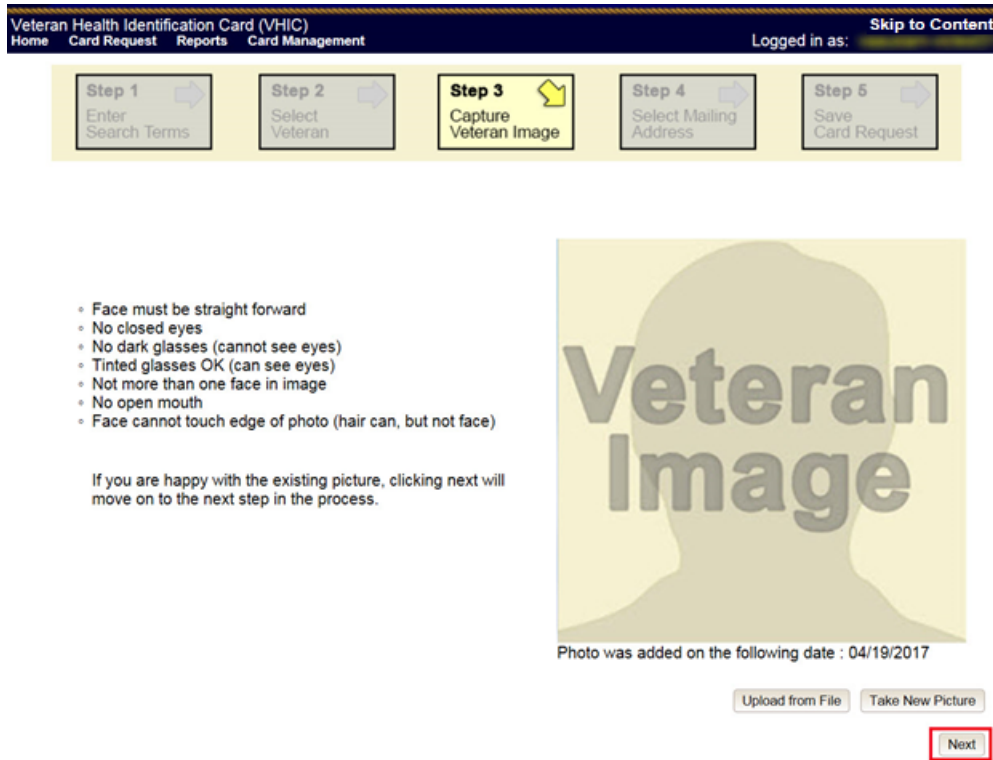 Veteran Health Identification Card (VHIC)
Skip to Content
Home Card Request Reports Card Management
Logged in as:
Step 1
Enter
Search Terms
Step 2
Select
Veteran
Step 3
Capture
Veteran Image
Step 4
Select Mailing
Address
Step 5
Save
Card Request
Face must be straight forward
No closed eyes
No dark glasses (cannot see eyes)
Tinted glasses OK (can see eyes)
Not more than one face in image
No open mouth
Face cannot touch edge of photo (hair can, but not face)
If you are happy with the existing picture, clicking next will
move on to the next step in the process.
Veteran
Image
Photo was added on the following date : 04/19/2017
Upload from File
Take New Picture
Next